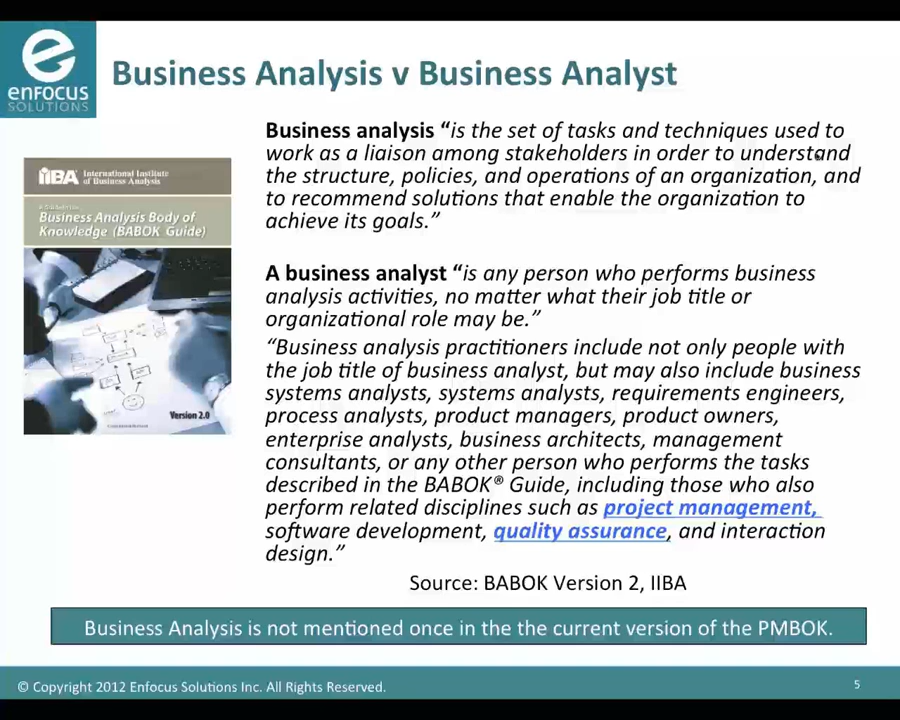 enfocus
SOLUTIONS
Business Analysis v Business Analyst
IIBA International Institute
of Business Analysis
Business Analysis Body of
Knowledge (BABOK Guide)
Version 2.0
Business analysis “is the set of tasks and techniques used to
work as a liaison among stakeholders in order to understand
the structure, policies, and operations of an organization, and
to recommend solutions that enable the organization to
achieve its goals.”
A business analyst “is any person who performs business
analysis activities, no matter what their job title or
organizational role may be.”
“Business analysis practitioners include not only people with
the job title of business analyst, but may also include business
systems analysts, systems analysts, requirements engineers,
process analysts, product managers, product owners,
enterprise analysts, business architects, management
consultants, or any other person who performs the tasks
described in the BABOK® Guide, including those who also
perform related disciplines such as project management,
software development, quality assurance, and interaction
design.”
Source: BABOK Version 2, IIBA
Business Analysis is not mentioned once in the the current version of the PMBOK.
© Copyright 2012 Enfocus Solutions Inc. All Rights Reserved.
5